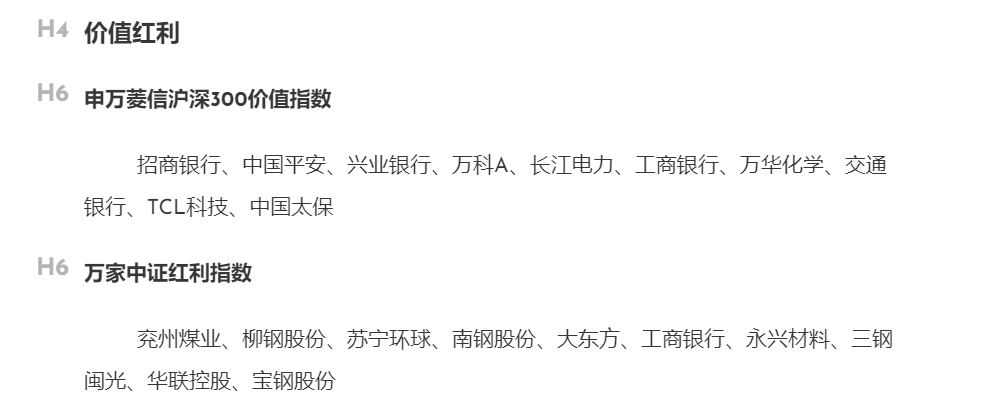 H4 价值红利
H6 申万菱信沪深300价值指数
招商银行、中国平安、兴业银行、万科A、长江电力、工商银行、万华化学、交通
银行、TCL科技、中国太保
H6 万家中证红利指数
兖州煤业、柳钢股份、苏宁环球、南钢股份、大东方、工商银行、永兴材料、三钢
闽光、华联控股、宝钢股份